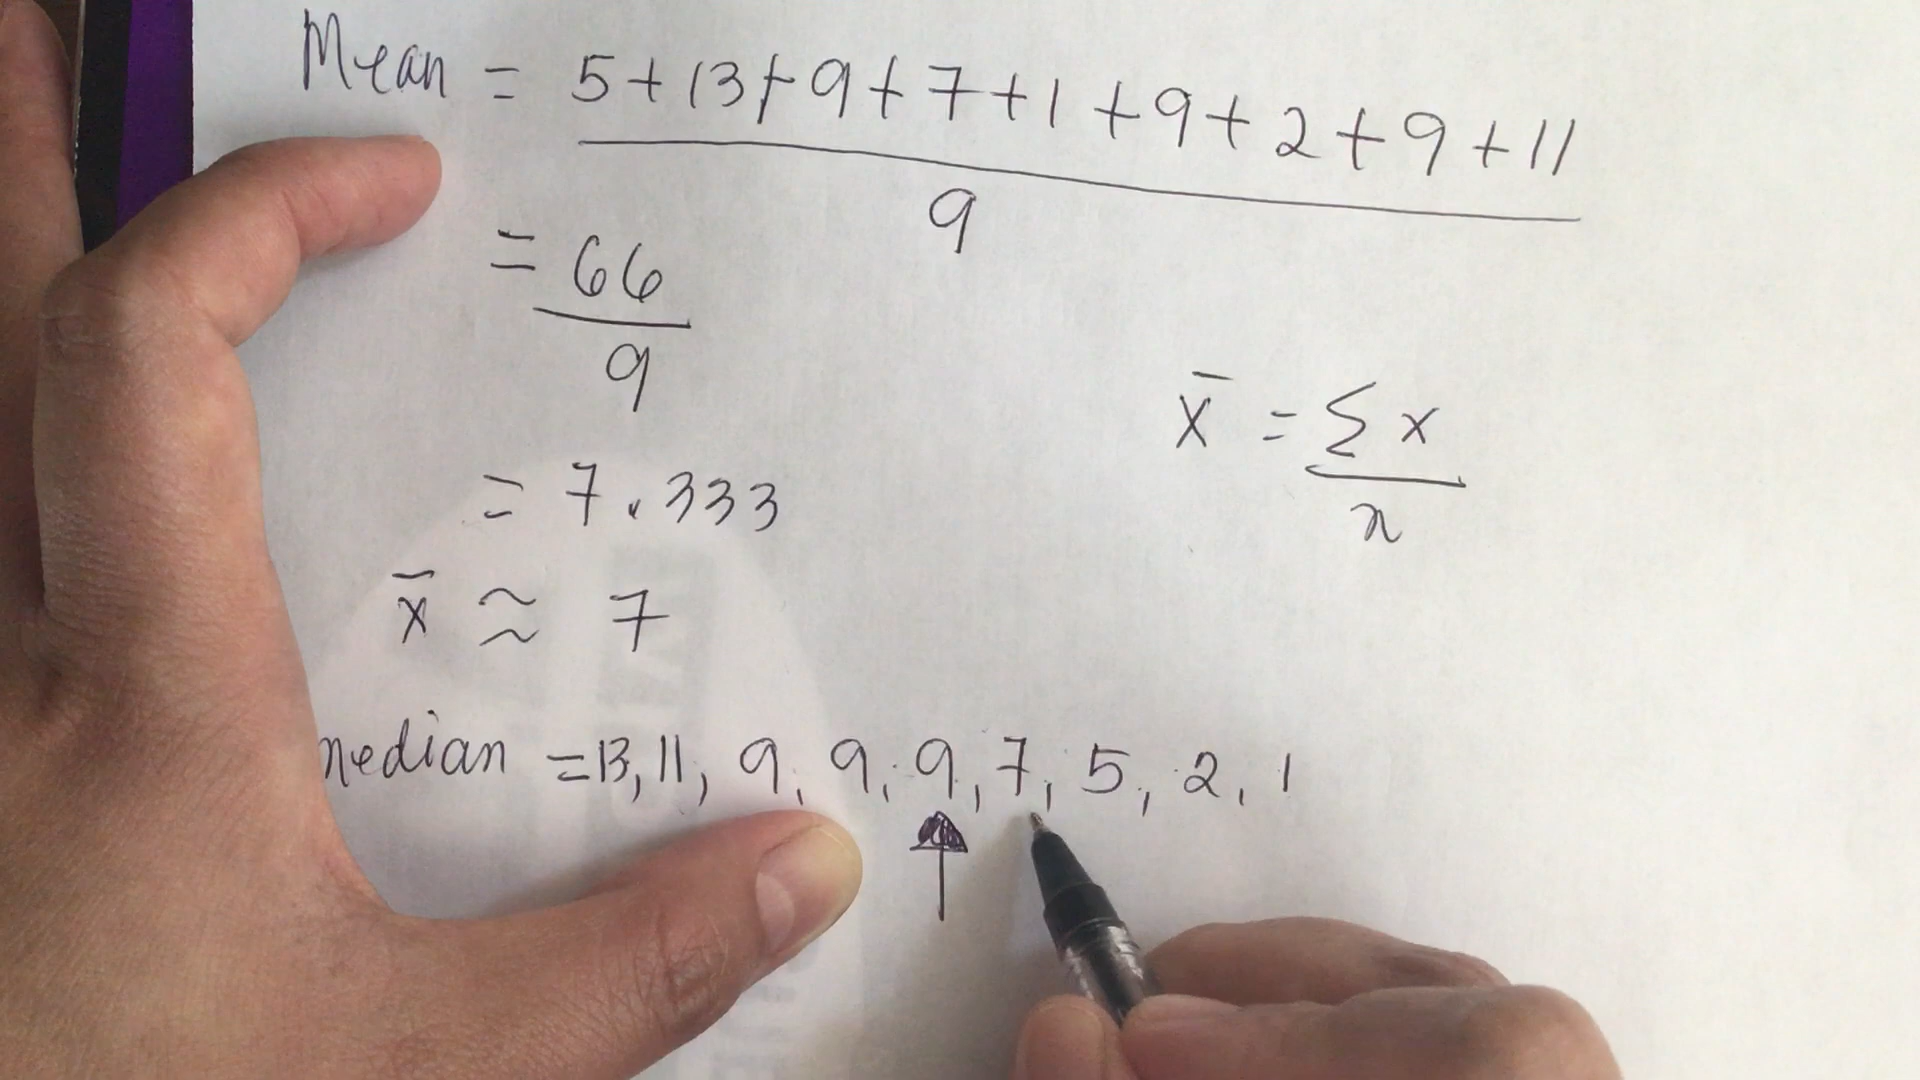 Mean = 5+13+9+7+1+9+2+9+11
9
= 66
9
x̄ = Σx
n
= 7.333
x̄ ≈ 7
median = 13, 11, 9, 9, 9, 7, 5, 2, 1